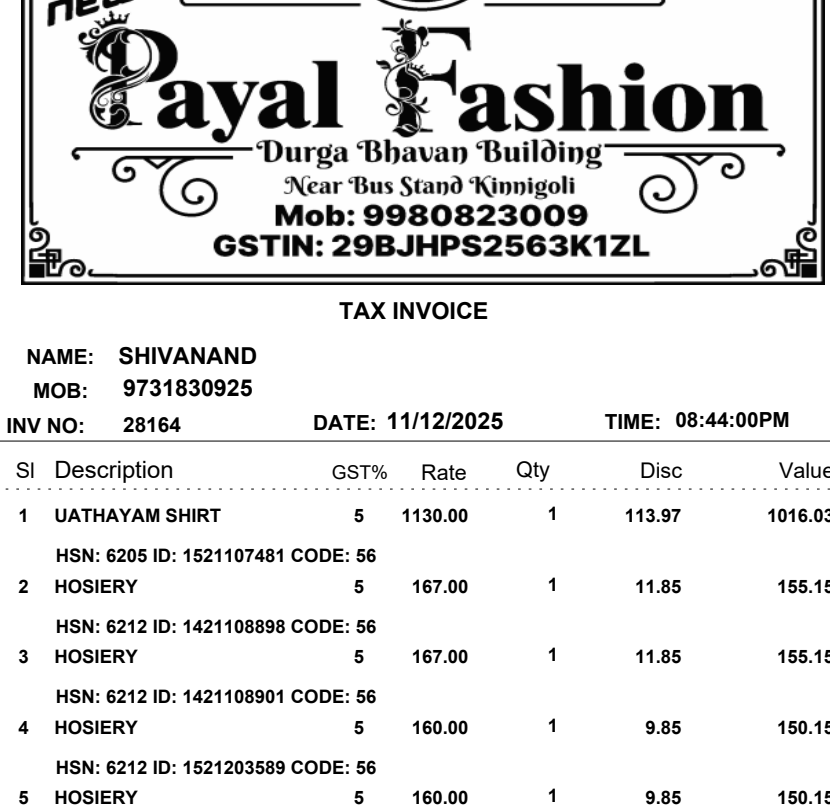 new
Payal Fashion
Durga Bhavan Building
Near Bus Stand Kinnigoli
Mob: 9980823009
GSTIN: 29BJHPS2563K1ZL
TAX INVOICE
NAME: SHIVANAND
MOB: 9731830925
INV NO: 28164 DATE: 11/12/2025 TIME: 08:44:00PM
Sl Description GST% Rate Qty Disc Value
1 UATHAYAM SHIRT 5 1130.00 1 113.97 1016.03
HSN: 6205 ID: 1521107481 CODE: 56
2 HOSIERY 5 167.00 1 11.85 155.15
HSN: 6212 ID: 1421108898 CODE: 56
3 HOSIERY 5 167.00 1 11.85 155.15
HSN: 6212 ID: 1421108901 CODE: 56
4 HOSIERY 5 160.00 1 9.85 150.15
HSN: 6212 ID: 1521203589 CODE: 56
5 HOSIERY 5 160.00 1 9.85 150.15